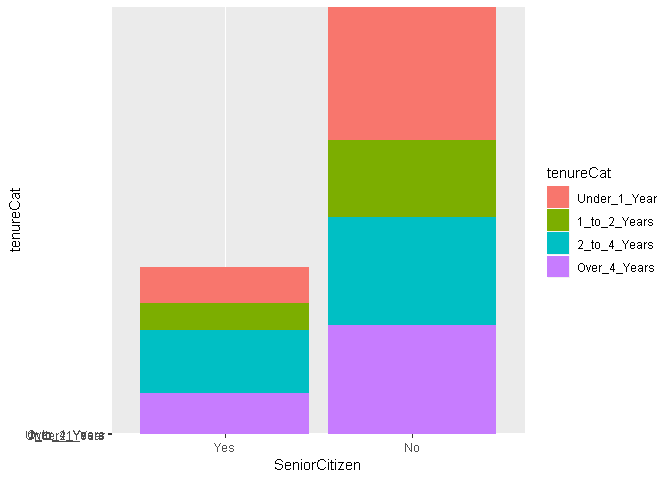 tenureCat
tenureCat
Under_1_Year
1_to_2_Years
2_to_4_Years
Over_4_Years
Yes
No
SeniorCitizen